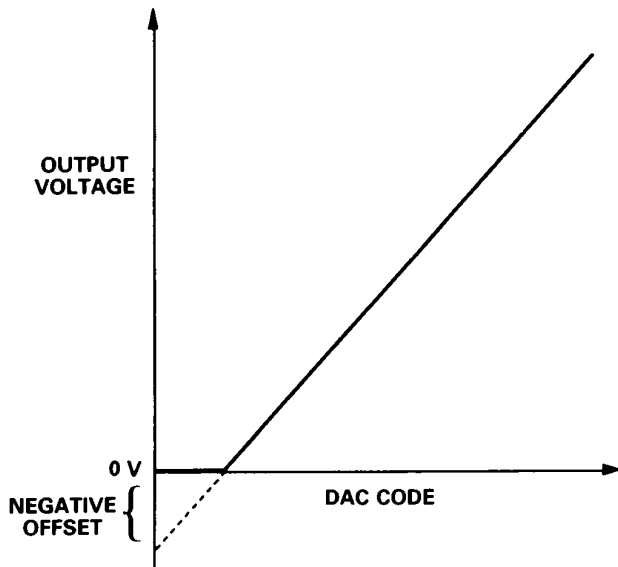 OUTPUT
VOLTAGE
0 V
DAC CODE
NEGATIVE
OFFSET